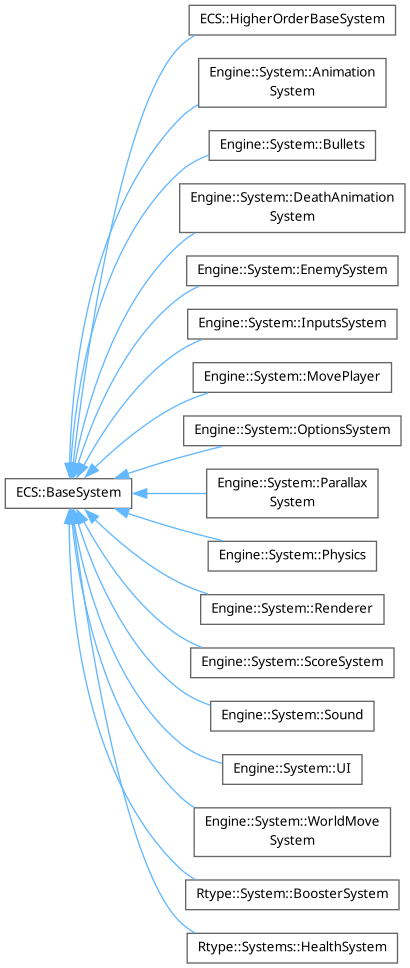 ECS::HigherOrderBaseSystem
Engine::System::Animation
System
Engine::System::Bullets
Engine::System::DeathAnimation
System
Engine::System::EnemySystem
Engine::System::InputsSystem
Engine::System::MovePlayer
Engine::System::OptionsSystem
ECS::BaseSystem
Engine::System::Parallax
System
Engine::System::Physics
Engine::System::Renderer
Engine::System::ScoreSystem
Engine::System::Sound
Engine::System::UI
Engine::System::WorldMove
System
Rtype::System::BoosterSystem
Rtype::Systems::HealthSystem